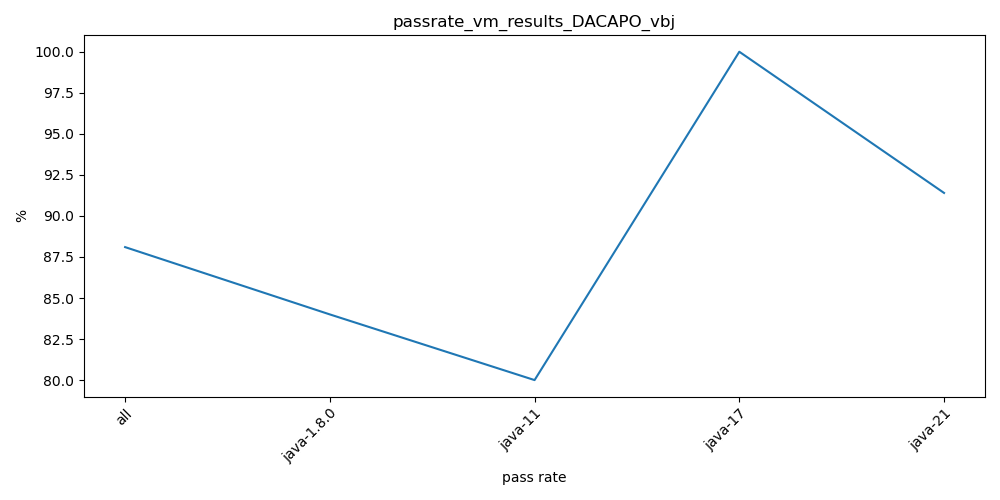 passrate_vm_results_DACAPO_vbj
100.0
97.5
95.0
92.5
90.0
87.5
85.0
82.5
80.0
%
all
java-1.8.0
java-11
java-17
java-21
pass rate